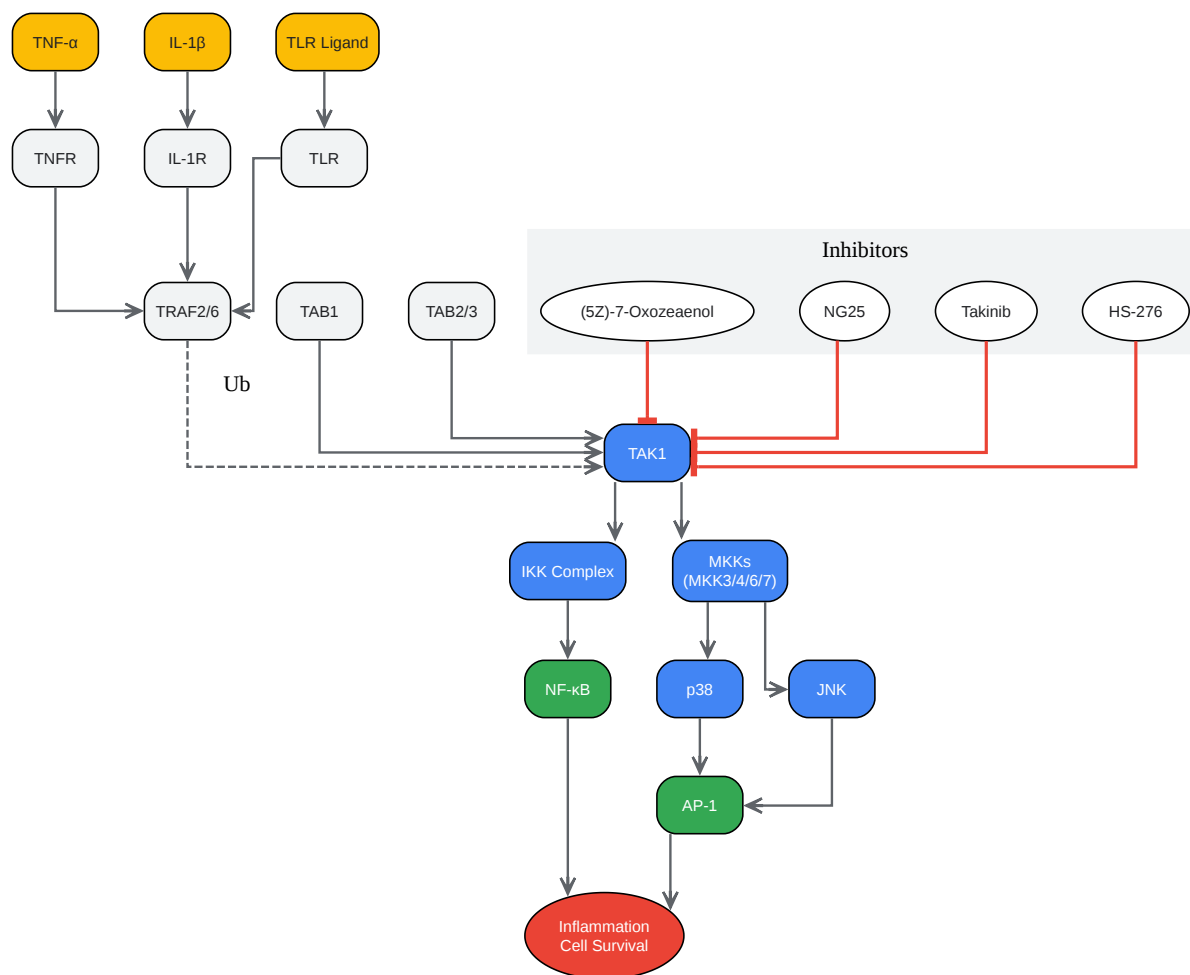 TNF-α
IL-1β
TLR Ligand
TNFR
IL-1R
TLR
Inhibitors
TRAF2/6
TAB1
TAB2/3
(5Z)-7-Oxozeaenol
NG25
Takinib
HS-276
Ub
TAK1
IKK Complex
MKKs
(MKK3/4/6/7)
NF-κB
p38
JNK
AP-1
Inflammation
Cell Survival